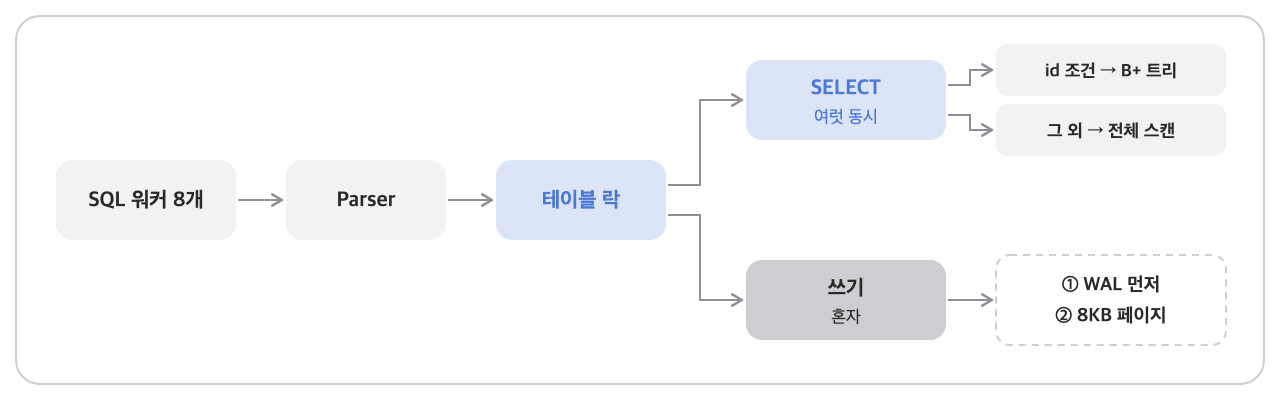 SQL 워커 8개
Parser
테이블 락
SELECT
여럿 동시
id 조건 → B+ 트리
그 외 → 전체 스캔
쓰기
혼자
① WAL 먼저
② 8KB 페이지